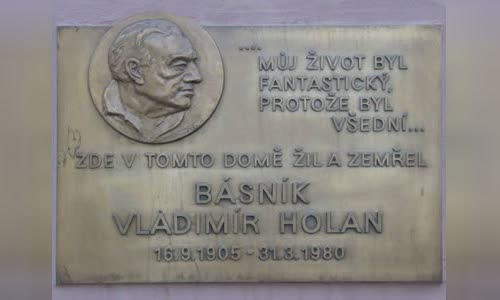 ....
MŮJ ŽIVOT BYL
FANTASTICKÝ,
PROTOŽE BYL
VŠEDNÍ...
ZDE V TOMTO DOMĚ ŽIL A ZEMŘEL
BÁSNÍK
VLADIMÍR HOLAN
16.9.1905 - 31.3.1980